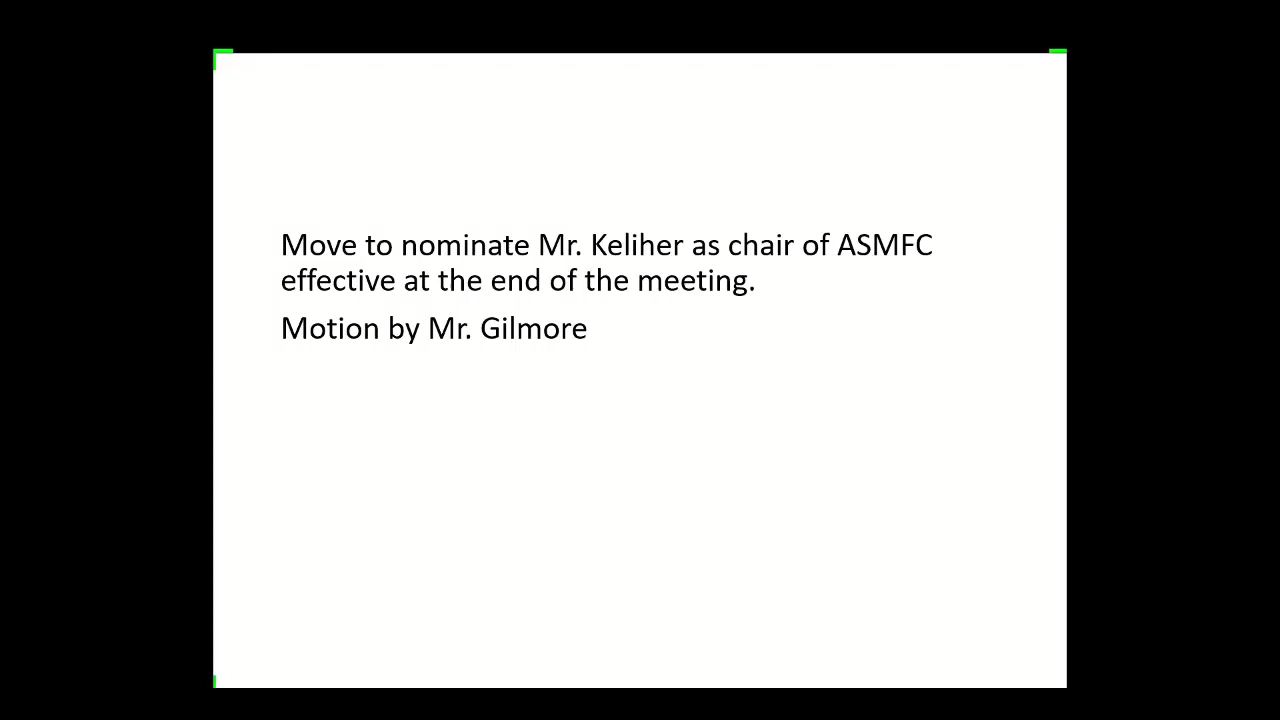 Move to nominate Mr. Keliher as chair of ASMFC
effective at the end of the meeting.
Motion by Mr. Gilmore